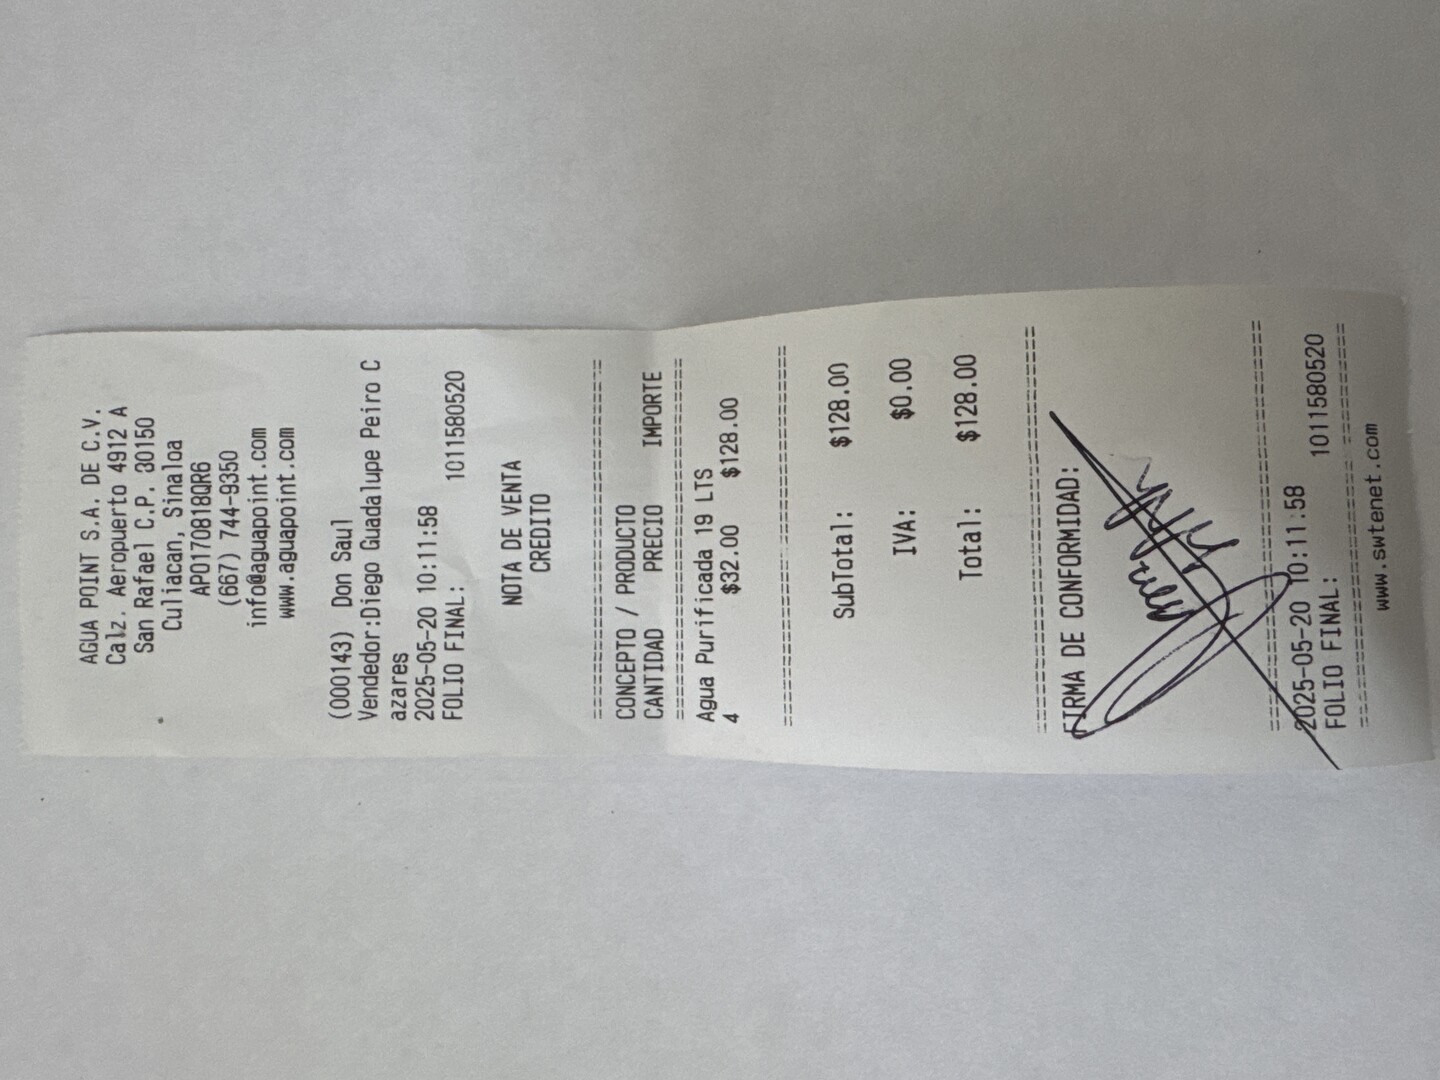 AGUA POINT S.A. DE C.V.
Calz. Aeropuerto 4912 A
San Rafael C.P. 80150
Culiacan, Sinaloa
APO170818QR6
(667) 744-9350
info@aguapoint.com
www.aguapoint.com
(000143) Don Saul
Vendedor:Diego Guadalupe Peiro C
azares
2025-05-20 10:11:58
FOLIO FINAL: 1011580520
NOTA DE VENTA
CREDITO
================================
CONCEPTO / PRODUCTO
CANTIDAD PRECIO IMPORTE
================================
Agua Purificada 19 LTS
4 $32.00 $128.00
================================
SubTotal: $128.00
IVA: $0.00
Total: $128.00
================================
FIRMA DE CONFORMIDAD:
================================
2025-05-20 10:11:58
FOLIO FINAL: 1011580520
================================
www.swtenet.com